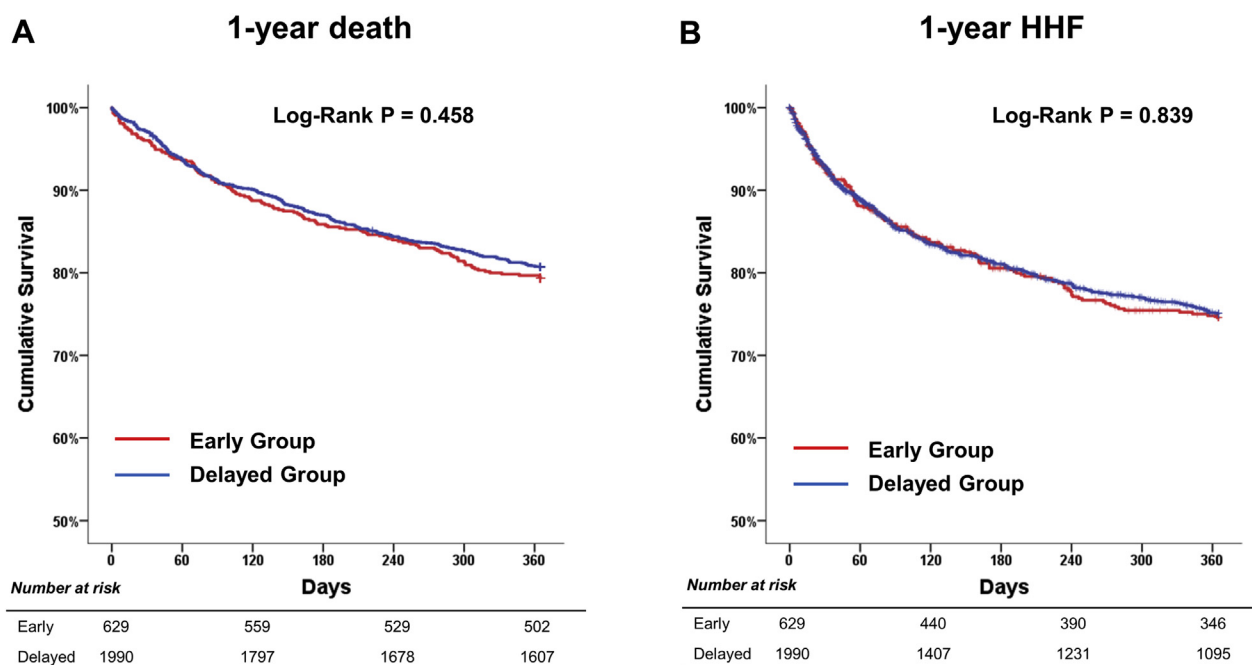 A
1-year death
Log-Rank P = 0.458
Cumulative Survival
100%
90%
80%
70%
60%
50%
Early Group
Delayed Group
0 60 120 180 240 300 360
Days
Number at risk
Early 629 559 529 502
Delayed 1990 1797 1678 1607
B
1-year HHF
Log-Rank P = 0.839
Cumulative Survival
100%
90%
80%
70%
60%
50%
Early Group
Delayed Group
0 60 120 180 240 300 360
Days
Number at risk
Early 629 440 390 346
Delayed 1990 1407 1231 1095